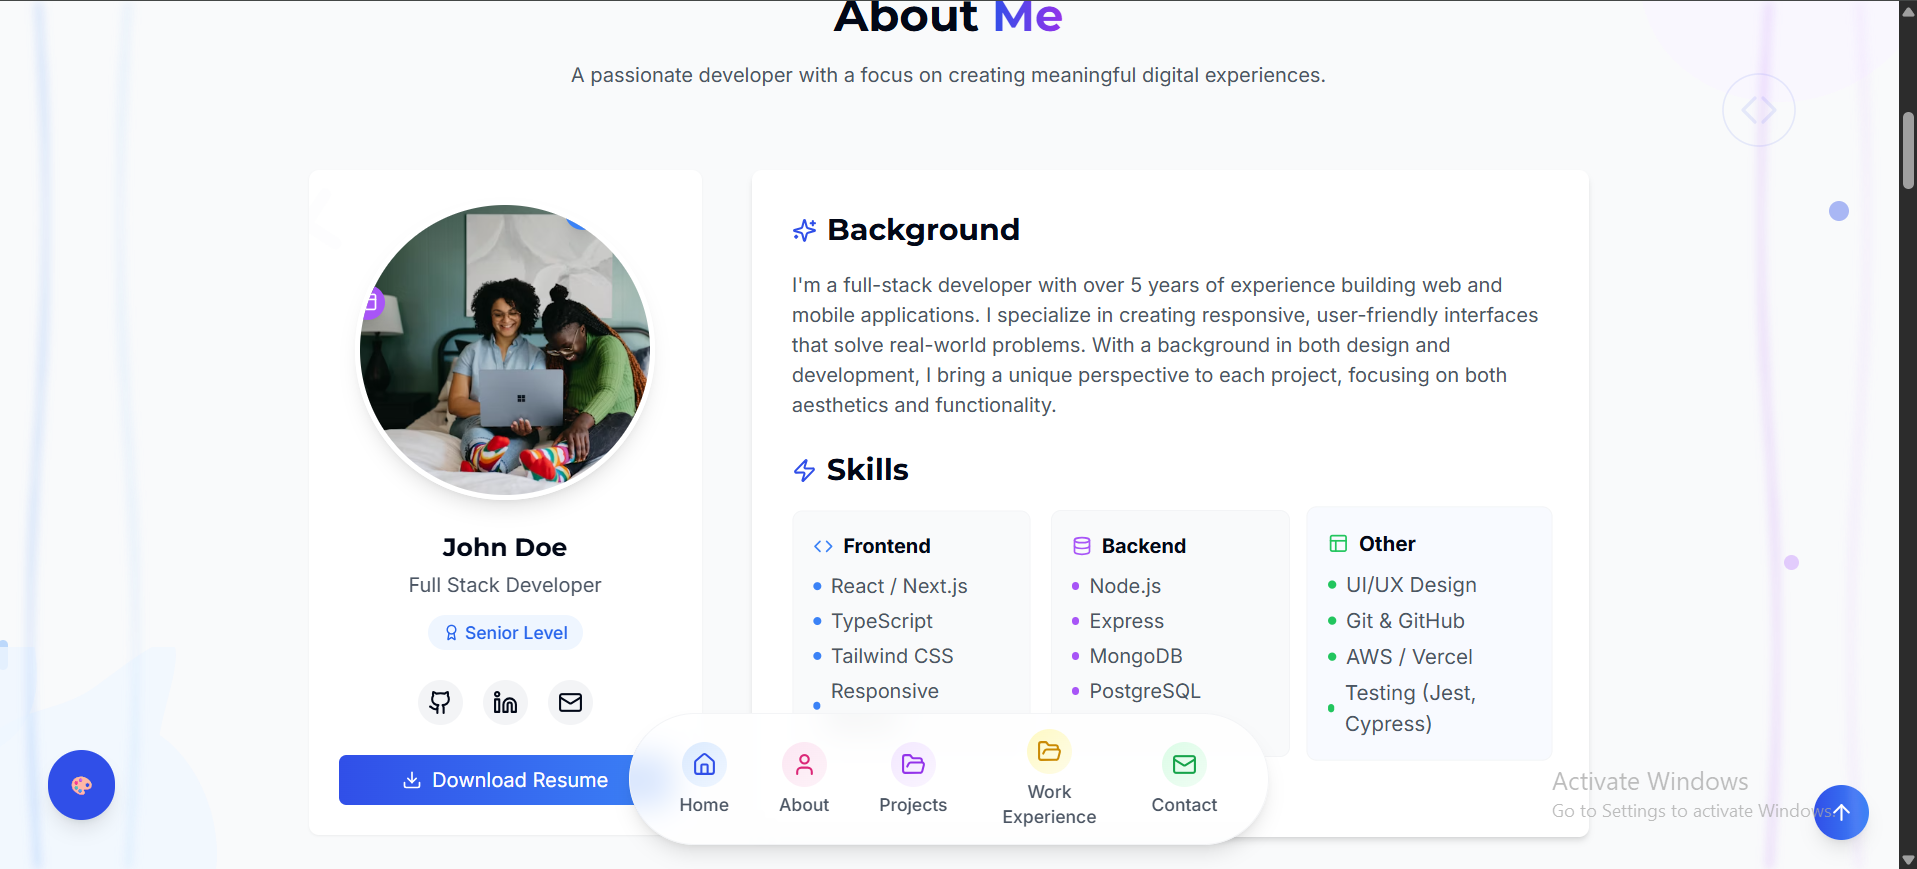 About Me
A passionate developer with a focus on creating meaningful digital experiences.
John Doe
Full Stack Developer
Senior Level
Download Resume
Background
I'm a full-stack developer with over 5 years of experience building web and
mobile applications. I specialize in creating responsive, user-friendly interfaces
that solve real-world problems. With a background in both design and
development, I bring a unique perspective to each project, focusing on both
aesthetics and functionality.
Skills
Frontend
React / Next.js
TypeScript
Tailwind CSS
Responsive
Backend
Node.js
Express
MongoDB
PostgreSQL
Other
UI/UX Design
Git & GitHub
AWS / Vercel
Testing (Jest,
Cypress)
Home
About
Projects
Work
Experience
Contact
Activate Windows
Go to Settings to activate Windows.